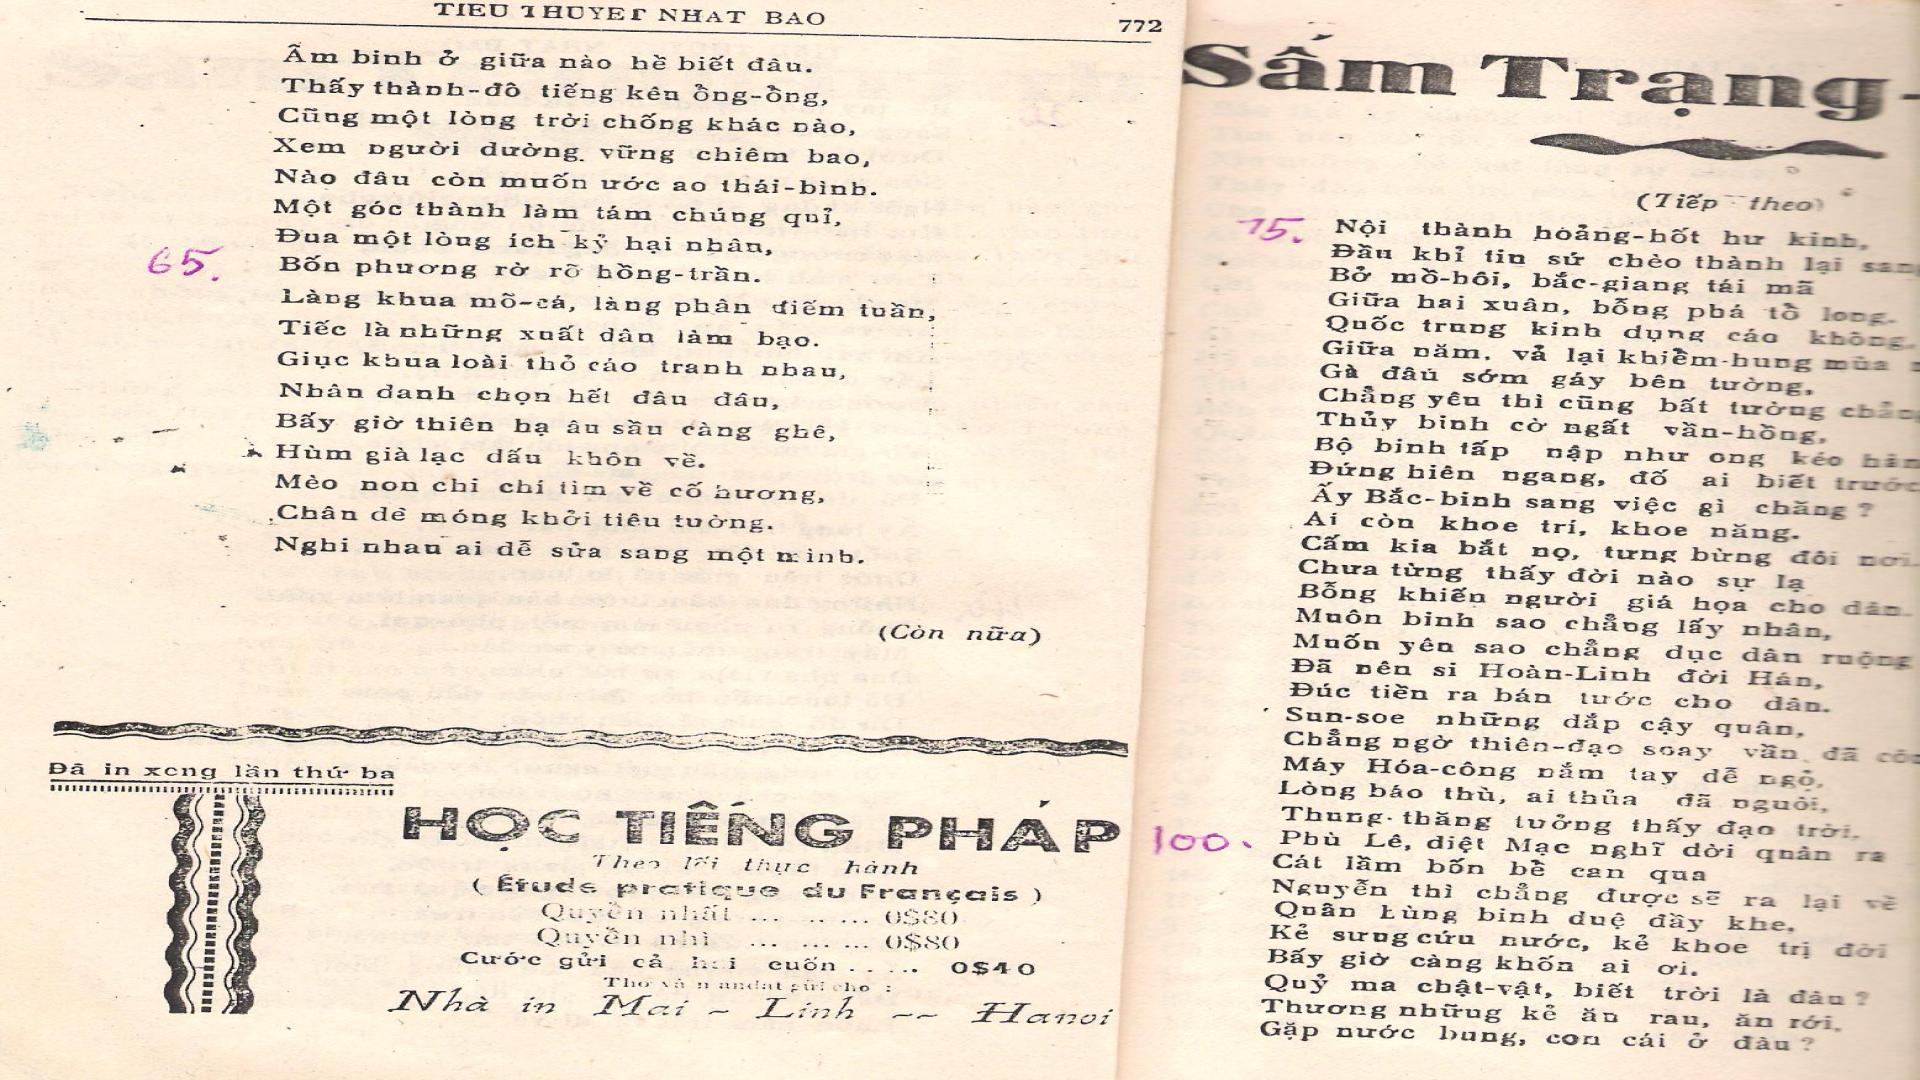 TIỂU THUYẾT NHẬT BÁO
772
Ầm binh ở giữa nào hề biết đâu.
Thấy thành-đô tiếng kên ồng-ồng,
Cũng một lòng trời chống khác nào,
Xem người dường vững chiêm bao,
Nào đâu còn muốn ước ao thái-bình.
Một góc thành làm tám chúng quỉ,
Đua một lòng ích kỷ hại nhân,
65.
Bốn phương rờ rỡ hồng-trần.
Làng khua mõ-cá, làng phân điếm tuần,
Tiếc là những xuất dân làm bạo.
Giục khua loài thỏ cáo tranh nhau,
Nhân danh chọn hết đâu đâu,
Bấy giờ thiên hạ âu sầu càng ghê,
Hùm già lạc dấu khôn về.
Mèo non chi chí tìm về cố hương,
Chân dê móng khởi tiêu tường.
Nghi nhau ai dễ sửa sang một mình.
(Còn nữa)
Đã in xong lần thứ ba
HỌC TIẾNG PHÁP
Theo lối thực hành
( Étude pratique du Français )
Quyển nhất ... ... ... 0$80
Quyển nhì ... ... ... 0$80
Cước gửi cả hai cuốn . . . .. 0$40
Thơ và mandat gửi cho :
Nhà in Mai - Linh -- Hanoi
Sấm Trạng-
(Tiếp theo)
75.
Nội thành hoảng-hốt hư kinh,
Đầu khỉ tin sứ chèo thành lại sang
Bở mồ-hôi, bắc-giang tái mã
Giữa hai xuân, bỗng phá tổ long.
Quốc trung kinh dụng cáo không.
Giữa năm, vả lại khiểm-hung mùa
Gà đâu sớm gáy bên tường,
Chẳng yêu thì cũng bất tường chẳng
Thủy binh cờ ngất vần-hồng,
Bộ binh tấp nập như ong kéo hàn
Đứng hiên ngang, đố ai biết trước
Ấy Bắc-binh sang việc gì chăng ?
Ai còn khoe trí, khoe năng.
Cấm kia bắt nọ, tưng bừng đôi nơi.
Chưa từng thấy đời nào sự lạ
Bỗng khiến người giá họa cho dân.
Muôn binh sao chẳng lấy nhân,
Muốn yên sao chẳng dục dân ruộng
Đã nên si Hoàn-Linh đời Hán,
Đúc tiền ra bán tước cho dân.
Sun-soe những dắp cậy quân,
Chẳng ngờ thiên-đạo soay vần đã
Máy Hóa-công nắm tay dễ ngỏ,
Lòng báo thù, ai thủa đã nguôi,
Thung-thăng tưởng thấy đạo trời,
100.
Phù Lê, diệt Mạc nghĩ dời quân ra
Cát lầm bốn bề can qua
Nguyễn thì chẳng được sẽ ra lại về
Quân hùng binh duệ đầy khe,
Kẻ sưng cứu nước, kẻ khoe trị đời
Bấy giờ càng khốn ai ơi.
Quỷ ma chật-vật, biết trời là đàu ?
Thương những kẻ ăn rau, ăn rới,
Gặp nước bung, con cái ở đàu ?